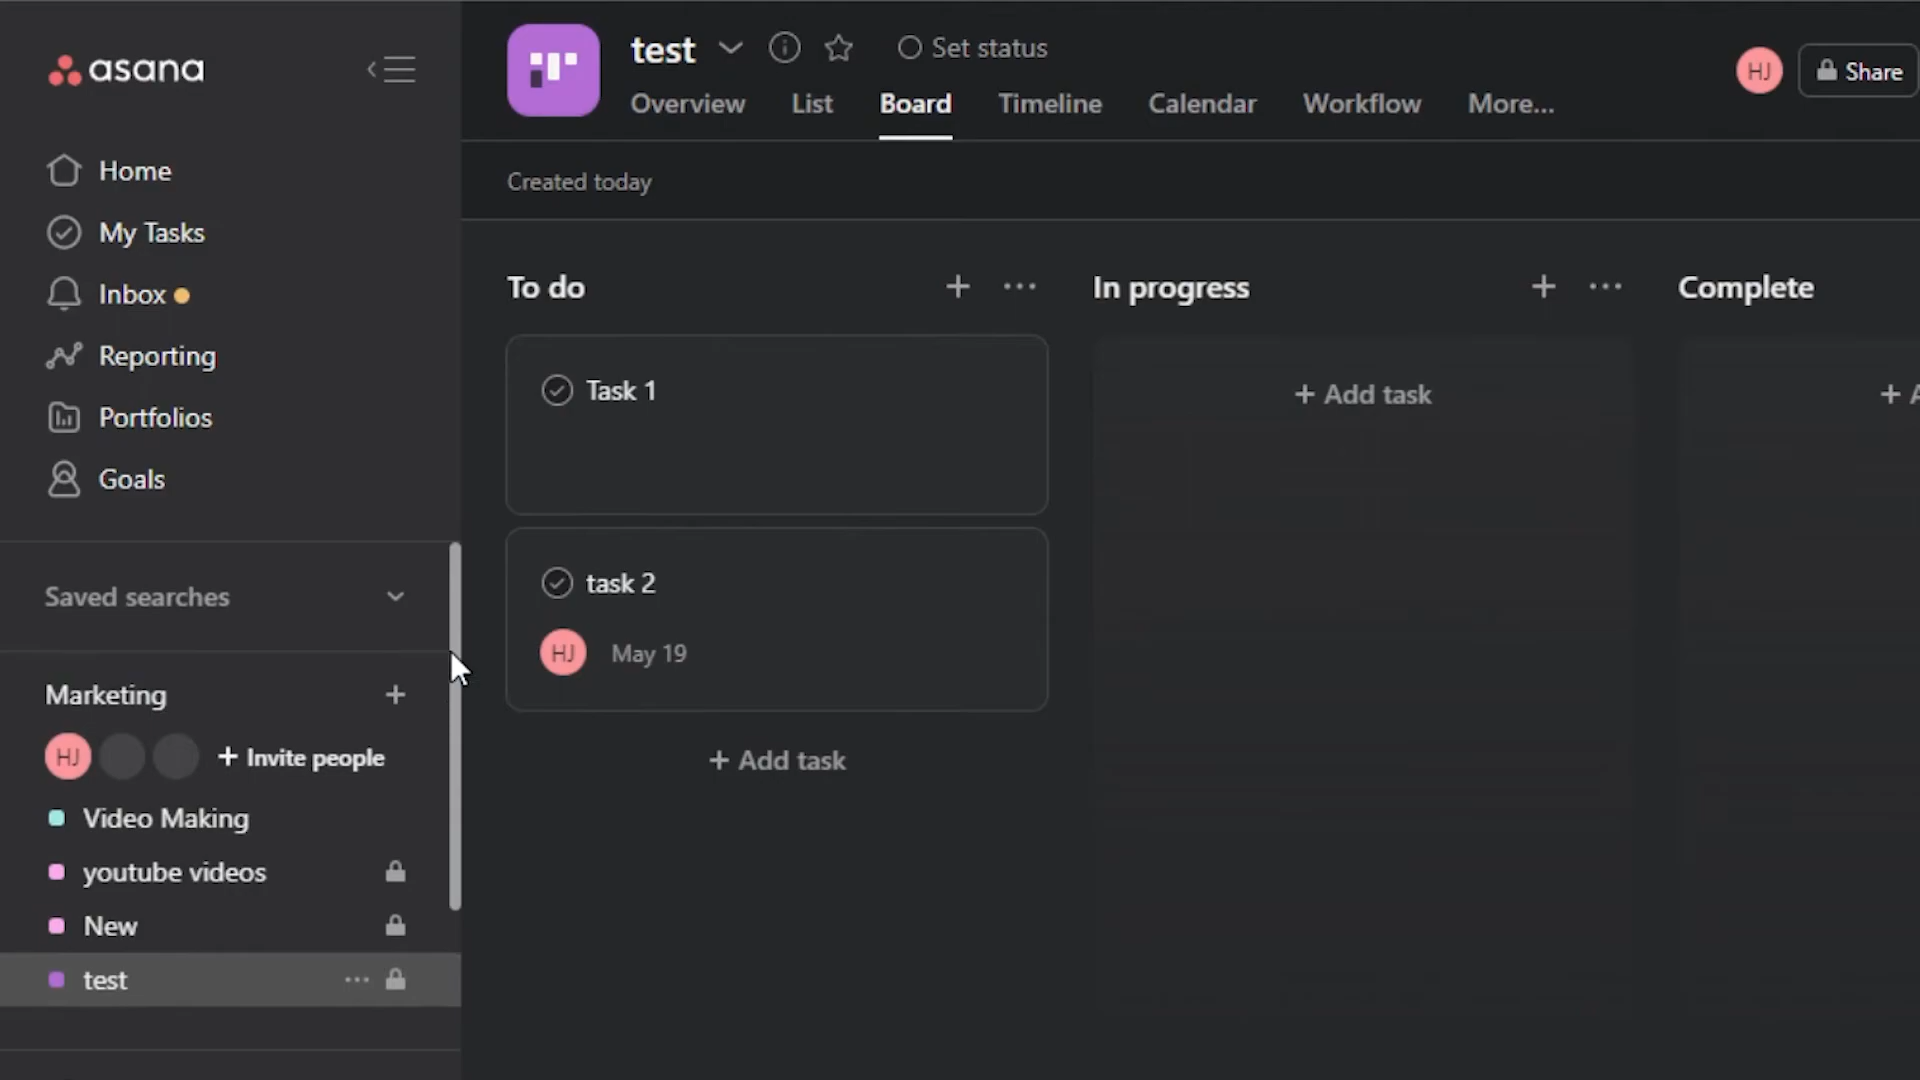 asana
Home
My Tasks
Inbox
Reporting
Portfolios
Goals
Saved searches
Marketing
HJ
+ Invite people
Video Making
youtube videos
New
test
test
Set status
Overview List Board Timeline Calendar Workflow More...
HJ
Share
Created today
To do
Task 1
task 2
HJ May 19
+ Add task
In progress
+ Add task
Complete